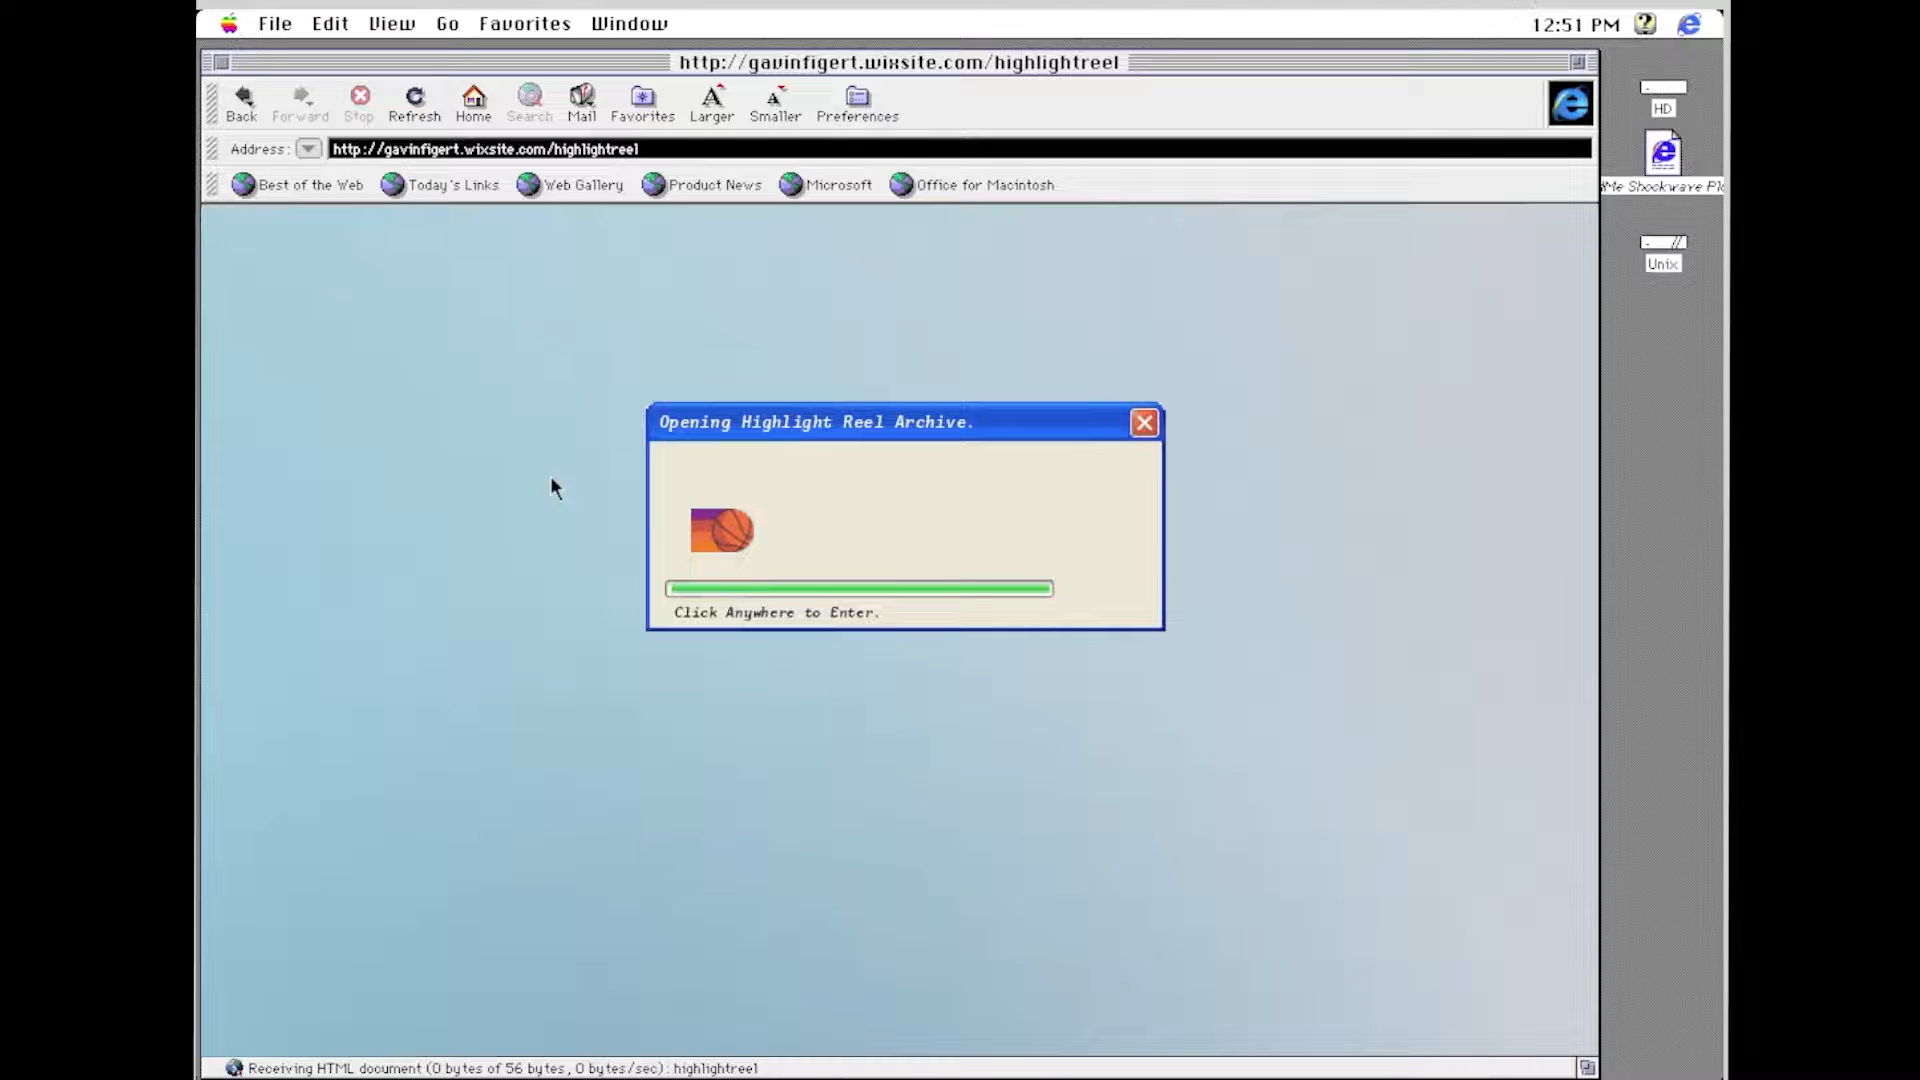 File Edit View Go Favorites Window 12:51 PM
http://gavinfigert.wixsite.com/highlightreel
Back Forward Stop Refresh Home Search Mail Favorites Larger Smaller Preferences
HD
Address: http://gavinfigert.wixsite.com/highlightreel
Best of the Web Today's Links Web Gallery Product News Microsoft Office for Macintosh
Me Shockwave
Unix
Opening Highlight Reel Archive.
Click Anywhere to Enter.
Receiving HTML document (0 bytes of 56 bytes, 0 bytes/sec): highlightreel